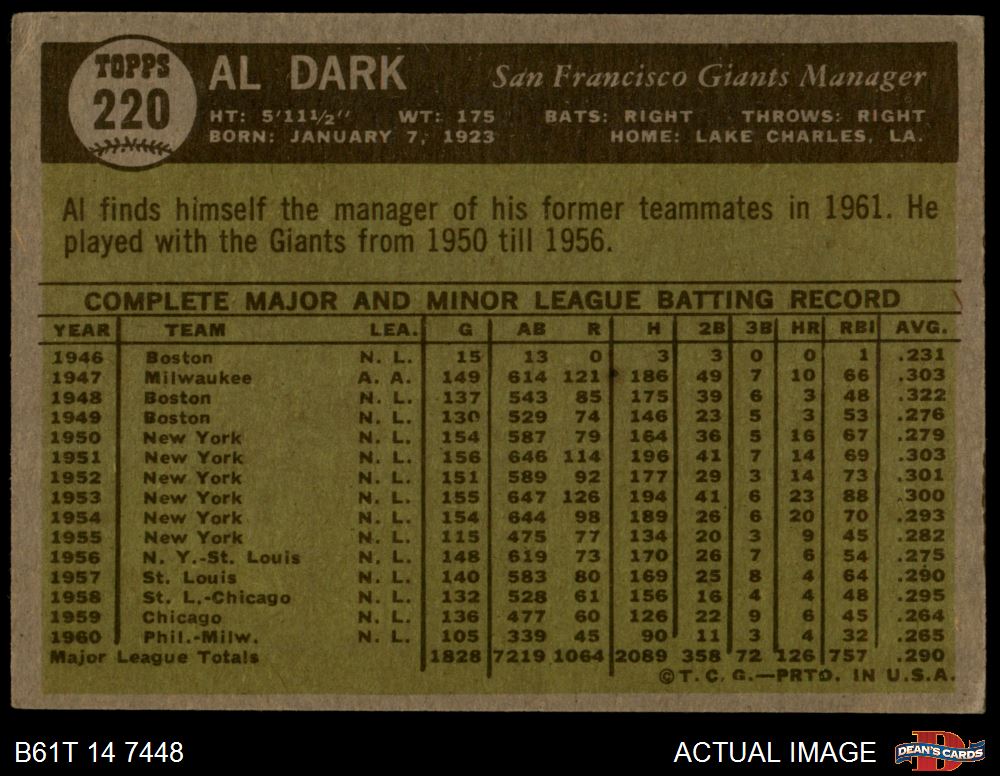 TOPPS
220
AL DARK San Francisco Giants Manager
HT: 5'11½" WT: 175 BATS: RIGHT THROWS: RIGHT
BORN: JANUARY 7, 1923 HOME: LAKE CHARLES, LA.
Al finds himself the manager of his former teammates in 1961. He
played with the Giants from 1950 till 1956.
COMPLETE MAJOR AND MINOR LEAGUE BATTING RECORD
YEAR TEAM LEA. G AB R H 2B 3B HR RBI AVG.
1946 Boston N. L. 15 13 0 3 3 0 0 1 .231
1947 Milwaukee A. A. 149 614 121 186 49 7 10 66 .303
1948 Boston N. L. 137 543 85 175 39 6 3 48 .322
1949 Boston N. L. 130 529 74 146 23 5 3 53 .276
1950 New York N. L. 154 587 79 164 36 5 16 67 .279
1951 New York N. L. 156 646 114 196 41 7 14 69 .303
1952 New York N. L. 151 589 92 177 29 3 14 73 .301
1953 New York N. L. 155 647 126 194 41 6 23 88 .300
1954 New York N. L. 154 644 98 189 26 6 20 70 .293
1955 New York N. L. 115 475 77 134 20 3 9 45 .282
1956 N. Y.-St. Louis N. L. 148 619 73 170 26 7 6 54 .275
1957 St. Louis N. L. 140 583 80 169 25 8 4 64 .290
1958 St. L.-Chicago N. L. 132 528 61 156 16 4 4 48 .295
1959 Chicago N. L. 136 477 60 126 22 9 6 45 .264
1960 Phil.-Milw. N. L. 105 339 45 90 11 3 4 32 .265
Major League Totals 1828 7219 1064 2089 358 72 126 757 .290
©T. C. G.—PRTD. IN U.S.A.
B61T 14 7448 ACTUAL IMAGE DEAN'S CARDS